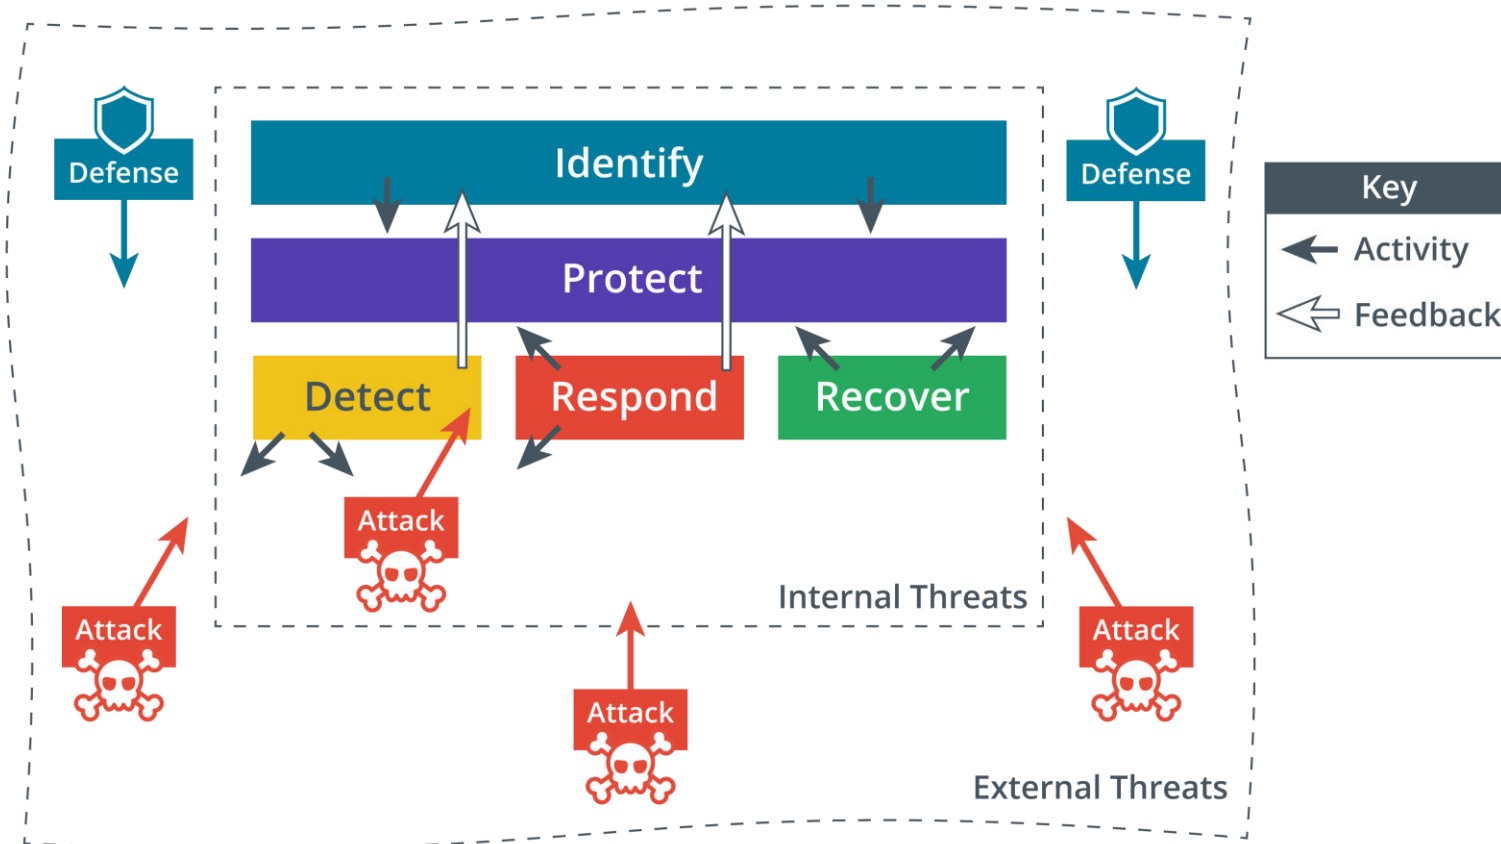 Defense
Identify
Defense
Key
Activity
Protect
Feedback
Detect
Respond
Recover
Attack
Internal Threats
Attack
Attack
Attack
External Threats